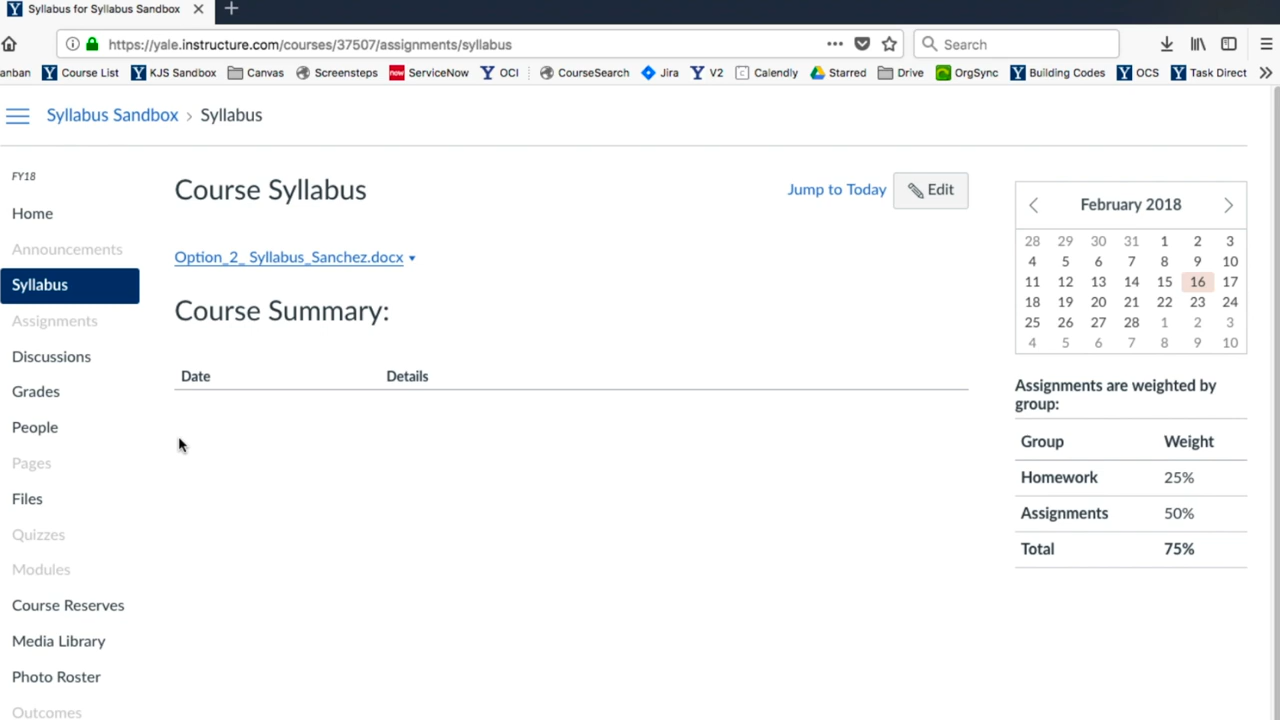 Syllabus for Syllabus Sandbox
https://yale.instructure.com/courses/37507/assignments/syllabus
Search
anban Course List KJS Sandbox Canvas Screensteps now ServiceNow OCI CourseSearch Jira V2 Calendly Starred Drive OrgSync Building Codes OCS Task Direct
Syllabus Sandbox > Syllabus
FY18
Home
Announcements
Syllabus
Assignments
Discussions
Grades
People
Pages
Files
Quizzes
Modules
Course Reserves
Media Library
Photo Roster
Outcomes
Course Syllabus
Jump to Today Edit
Option_2_ Syllabus_Sanchez.docx
Course Summary:
Date Details
February 2018
28 29 30 31 1 2 3
4 5 6 7 8 9 10
11 12 13 14 15 16 17
18 19 20 21 22 23 24
25 26 27 28 1 2 3
4 5 6 7 8 9 10
Assignments are weighted by
group:
Group Weight
Homework 25%
Assignments 50%
Total 75%